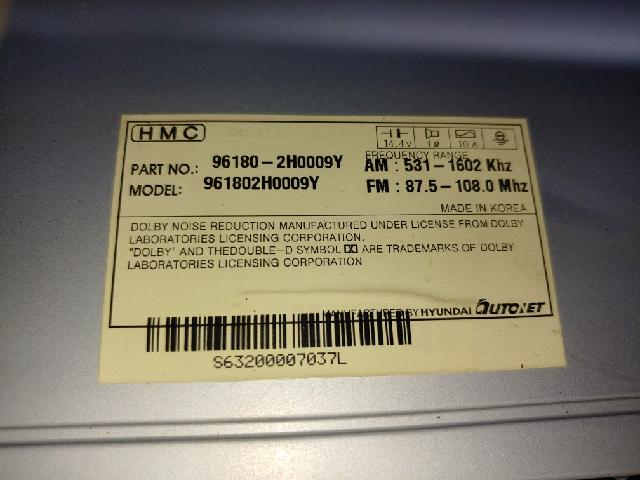 HMC
14.4V 4Ω 10A
PART NO.: 96180-2H0009Y
MODEL: 961802H0009Y
FREQUENCY RANGE
AM : 531-1602 Khz
FM : 87.5-108.0 Mhz
MADE IN KOREA
DOLBY NOISE REDUCTION MANUFACTURED UNDER LICENSE FROM DOLBY
LABORATORIES LICENSING CORPORATION.
"DOLBY" AND THEDOUBLE-D SYMBOL ARE TRADEMARKS OF DOLBY
LABORATORIES LICENSING CORPORATION
MANUFACTURED BY HYUNDAI AUTONET
S63200007037L